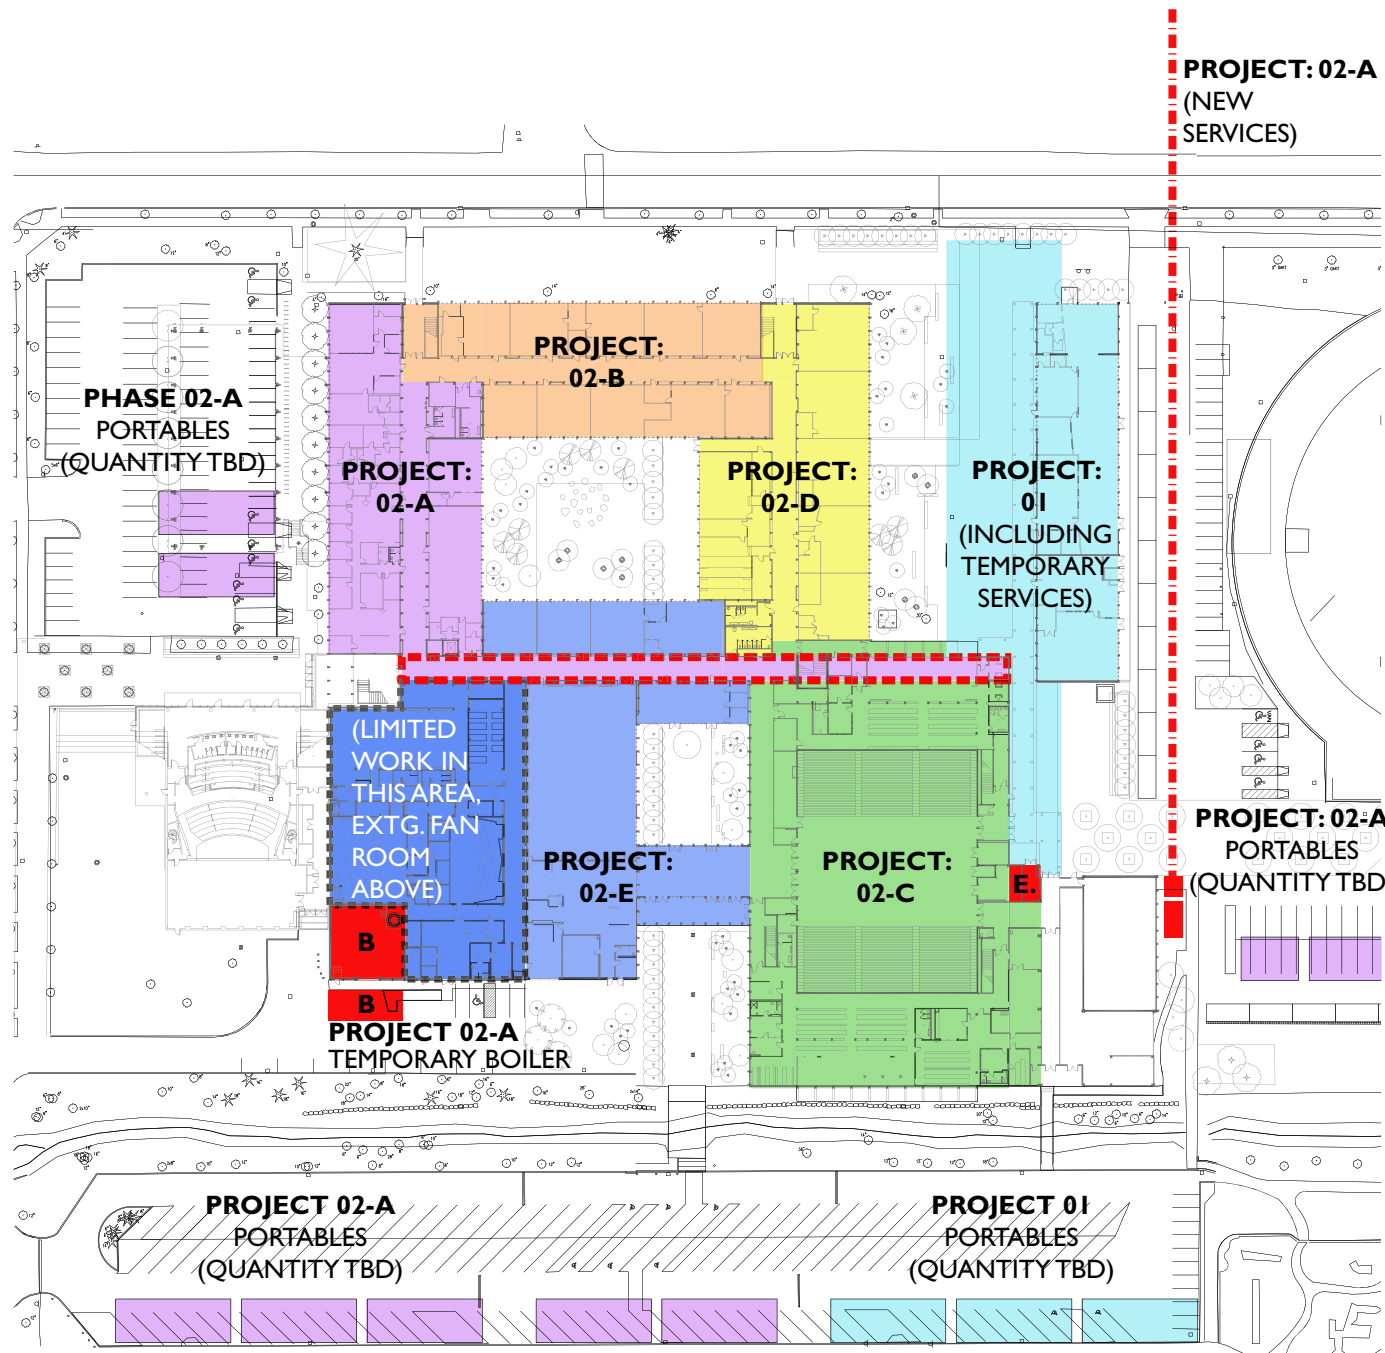 PROJECT: 02-A
(NEW
SERVICES)
PROJECT:
02-B
PHASE 02-A
PORTABLES
(QUANTITY TBD)
PROJECT:
02-A
PROJECT:
02-D
PROJECT:
01
(INCLUDING
TEMPORARY
SERVICES)
(LIMITED
WORK IN
THIS AREA,
EXTG. FAN
ROOM
ABOVE)
PROJECT:
02-E
PROJECT:
02-C
E.
PROJECT: 02-A
PORTABLES
(QUANTITY TBD
B
B
PROJECT 02-A
TEMPORARY BOILER
PROJECT 02-A
PORTABLES
(QUANTITY TBD)
PROJECT 01
PORTABLES
(QUANTITY TBD)